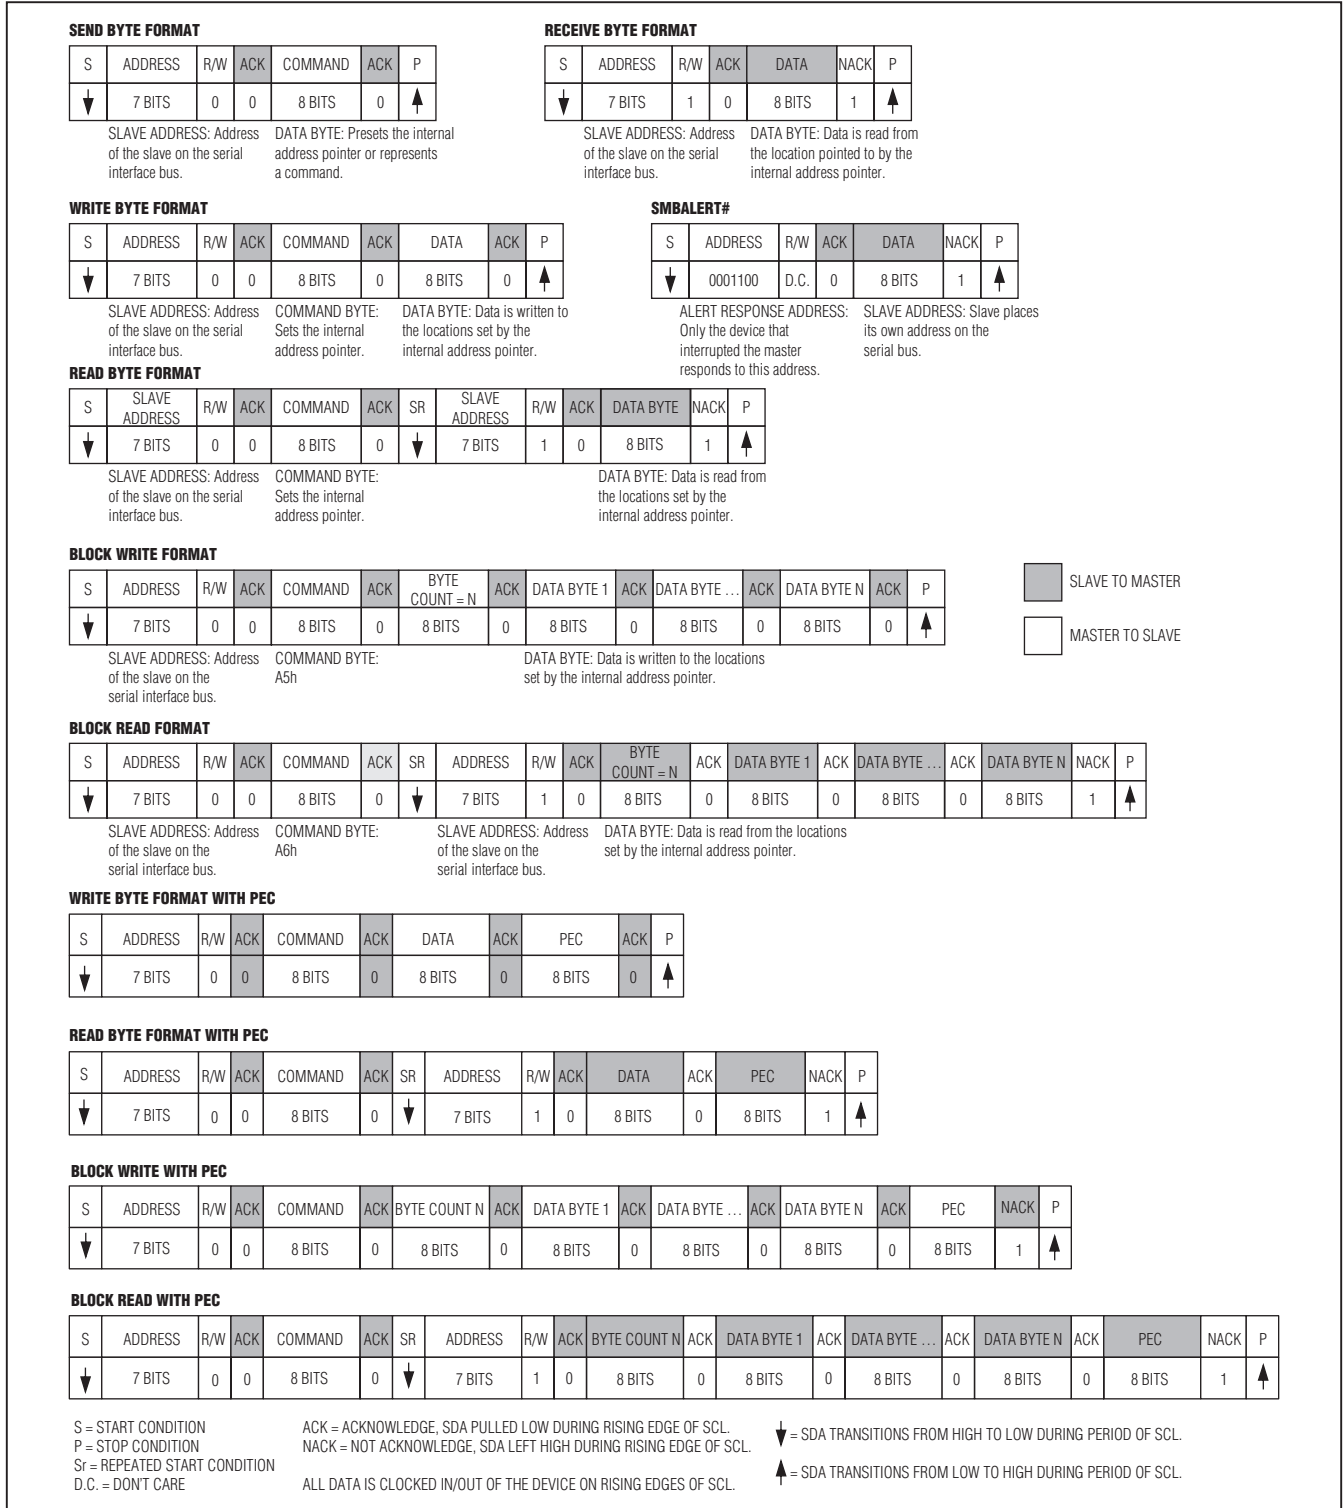 SEND BYTE FORMAT
S ADDRESS R/W ACK COMMAND ACK P
7 BITS 0 0 8 BITS 0
SLAVE ADDRESS: Address
of the slave on the serial
interface bus.
DATA BYTE: Presets the internal
address pointer or represents
a command.
RECEIVE BYTE FORMAT
S ADDRESS R/W ACK DATA NACK P
7 BITS 1 0 8 BITS 1
SLAVE ADDRESS: Address
of the slave on the serial
interface bus.
DATA BYTE: Data is read from
the location pointed to by the
internal address pointer.
WRITE BYTE FORMAT
S ADDRESS R/W ACK COMMAND ACK DATA ACK P
7 BITS 0 0 8 BITS 0 8 BITS 0
SLAVE ADDRESS: Address
of the slave on the serial
interface bus.
COMMAND BYTE:
Sets the internal
address pointer.
DATA BYTE: Data is written to
the locations set by the
internal address pointer.
SMBALERT#
S ADDRESS R/W ACK DATA NACK P
0001100 D.C. 0 8 BITS 1
ALERT RESPONSE ADDRESS:
Only the device that
interrupted the master
responds to this address.
SLAVE ADDRESS: Slave places
its own address on the
serial bus.
READ BYTE FORMAT
S SLAVE ADDRESS R/W ACK COMMAND ACK SR SLAVE ADDRESS R/W ACK DATA BYTE NACK P
7 BITS 0 0 8 BITS 0 7 BITS 1 0 8 BITS 1
SLAVE ADDRESS: Address
of the slave on the serial
interface bus.
COMMAND BYTE:
Sets the internal
address pointer.
DATA BYTE: Data is read from
the locations set by the
internal address pointer.
BLOCK WRITE FORMAT
S ADDRESS R/W ACK COMMAND ACK BYTE COUNT = N ACK DATA BYTE 1 ACK DATA BYTE … ACK DATA BYTE N ACK P
7 BITS 0 0 8 BITS 0 8 BITS 0 8 BITS 0 8 BITS 0 8 BITS 0
SLAVE ADDRESS: Address
of the slave on the
serial interface bus.
COMMAND BYTE:
A5h
DATA BYTE: Data is written to the locations
set by the internal address pointer.
SLAVE TO MASTER
MASTER TO SLAVE
BLOCK READ FORMAT
S ADDRESS R/W ACK COMMAND ACK SR ADDRESS R/W ACK BYTE COUNT = N ACK DATA BYTE 1 ACK DATA BYTE … ACK DATA BYTE N NACK P
7 BITS 0 0 8 BITS 0 7 BITS 1 0 8 BITS 0 8 BITS 0 8 BITS 0 8 BITS 1
SLAVE ADDRESS: Address
of the slave on the
serial interface bus.
COMMAND BYTE:
A6h
SLAVE ADDRESS: Address
of the slave on the
serial interface bus.
DATA BYTE: Data is read from the locations
set by the internal address pointer.
WRITE BYTE FORMAT WITH PEC
S ADDRESS R/W ACK COMMAND ACK DATA ACK PEC ACK P
7 BITS 0 0 8 BITS 0 8 BITS 0 8 BITS 0
READ BYTE FORMAT WITH PEC
S ADDRESS R/W ACK COMMAND ACK SR ADDRESS R/W ACK DATA ACK PEC NACK P
7 BITS 0 0 8 BITS 0 7 BITS 1 0 8 BITS 0 8 BITS 1
BLOCK WRITE WITH PEC
S ADDRESS R/W ACK COMMAND ACK BYTE COUNT N ACK DATA BYTE 1 ACK DATA BYTE … ACK DATA BYTE N ACK PEC NACK P
7 BITS 0 0 8 BITS 0 8 BITS 0 8 BITS 0 8 BITS 0 8 BITS 0 8 BITS 1
BLOCK READ WITH PEC
S ADDRESS R/W ACK COMMAND ACK SR ADDRESS R/W ACK BYTE COUNT N ACK DATA BYTE 1 ACK DATA BYTE … ACK DATA BYTE N ACK PEC NACK P
7 BITS 0 0 8 BITS 0 7 BITS 1 0 8 BITS 0 8 BITS 0 8 BITS 0 8 BITS 0 8 BITS 1
S = START CONDITION
P = STOP CONDITION
Sr = REPEATED START CONDITION
D.C. = DON'T CARE
ACK = ACKNOWLEDGE, SDA PULLED LOW DURING RISING EDGE OF SCL.
NACK = NOT ACKNOWLEDGE, SDA LEFT HIGH DURING RISING EDGE OF SCL.
ALL DATA IS CLOCKED IN/OUT OF THE DEVICE ON RISING EDGES OF SCL.
= SDA TRANSITIONS FROM HIGH TO LOW DURING PERIOD OF SCL.
= SDA TRANSITIONS FROM LOW TO HIGH DURING PERIOD OF SCL.